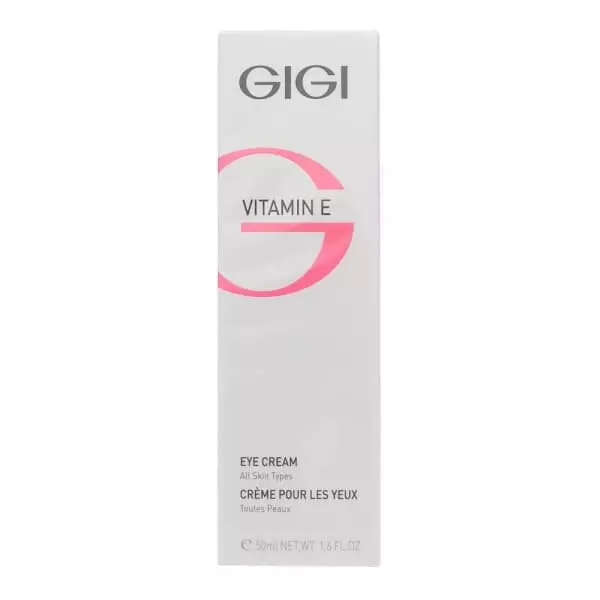 GIGI
VITAMIN E
EYE CREAM
All Skin Types
CRÈME POUR LES YEUX
Toutes Peaux
℮ 50ml NET WT. 1.6 FL.OZ